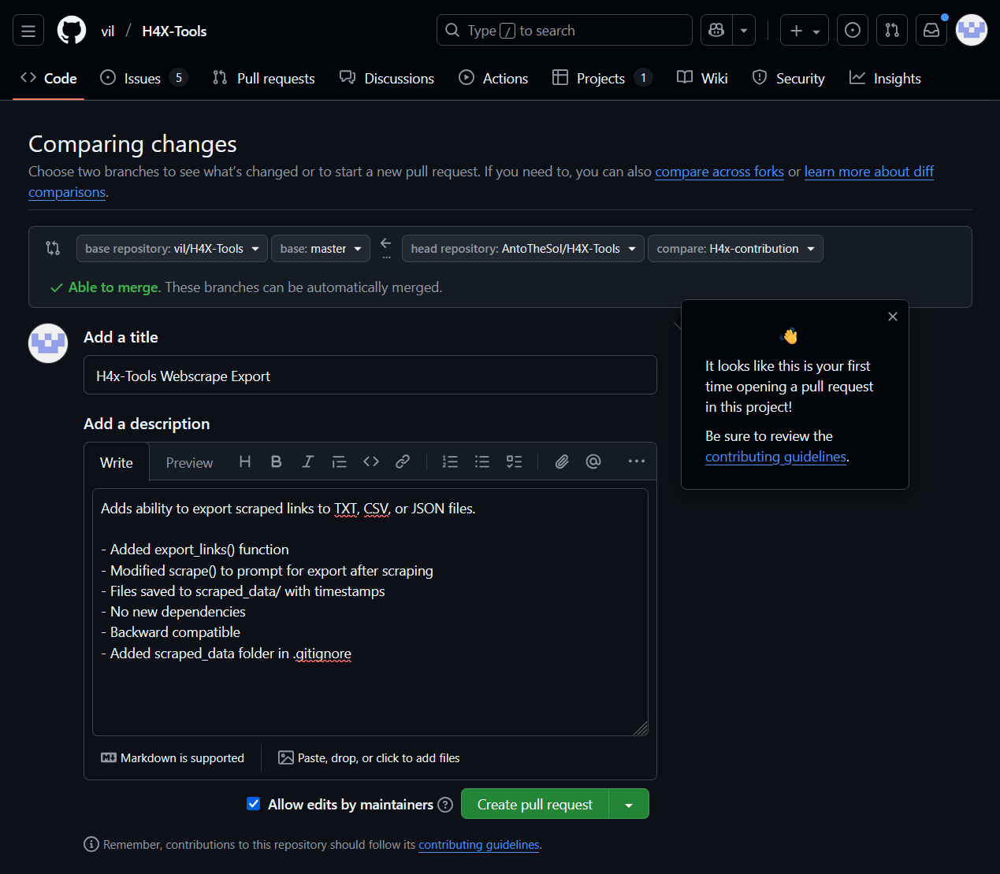 vil / H4X-Tools
Type / to search
Code
Issues 5
Pull requests
Discussions
Actions
Projects 1
Wiki
Security
Insights
Comparing changes
Choose two branches to see what's changed or to start a new pull request. If you need to, you can also compare across forks or learn more about diff
comparisons.
base repository: vil/H4X-Tools
base: master
head repository: AntoTheSol/H4X-Tools
compare: H4x-contribution
Able to merge. These branches can be automatically merged.
Add a title
H4x-Tools Webscrape Export
It looks like this is your first
time opening a pull request
in this project!
Be sure to review the
contributing guidelines.
Add a description
Write
Preview
Adds ability to export scraped links to TXT, CSV, or JSON files.
- Added export_links() function
- Modified scrape() to prompt for export after scraping
- Files saved to scraped_data/ with timestamps
- No new dependencies
- Backward compatible
- Added scraped_data folder in .gitignore
Markdown is supported
Paste, drop, or click to add files
Allow edits by maintainers
Create pull request
Remember, contributions to this repository should follow its contributing guidelines.